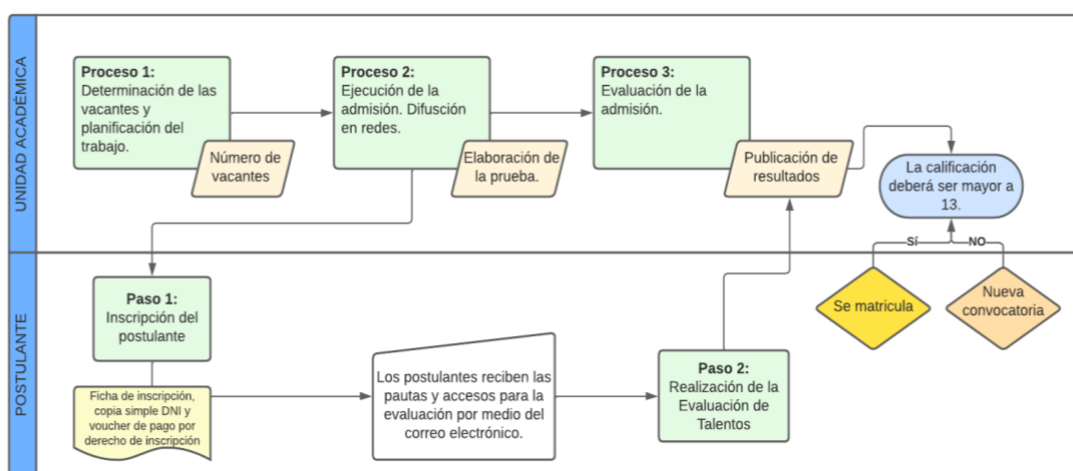 UNIDAD ACADÉMICA
Proceso 1:
Determinación de las
vacantes y
planificación del
trabajo.
Número de
vacantes
Proceso 2:
Ejecución de la
admisión. Difusción
en redes.
Elaboración de
la prueba.
Proceso 3:
Evaluación de la
admisión.
Publicación de
resultados
La calificación
deberá ser mayor a
13.
Sí
NO
Se matricula
Nueva
convocatoria
POSTULANTE
Paso 1:
Inscripción del
postulante
Ficha de inscripción,
copia simple DNI y
voucher de pago por
derecho de inscripción
Los postulantes reciben las
pautas y accesos para la
evaluación por medio del
correo electrónico.
Paso 2:
Realización de la
Evaluación de
Talentos